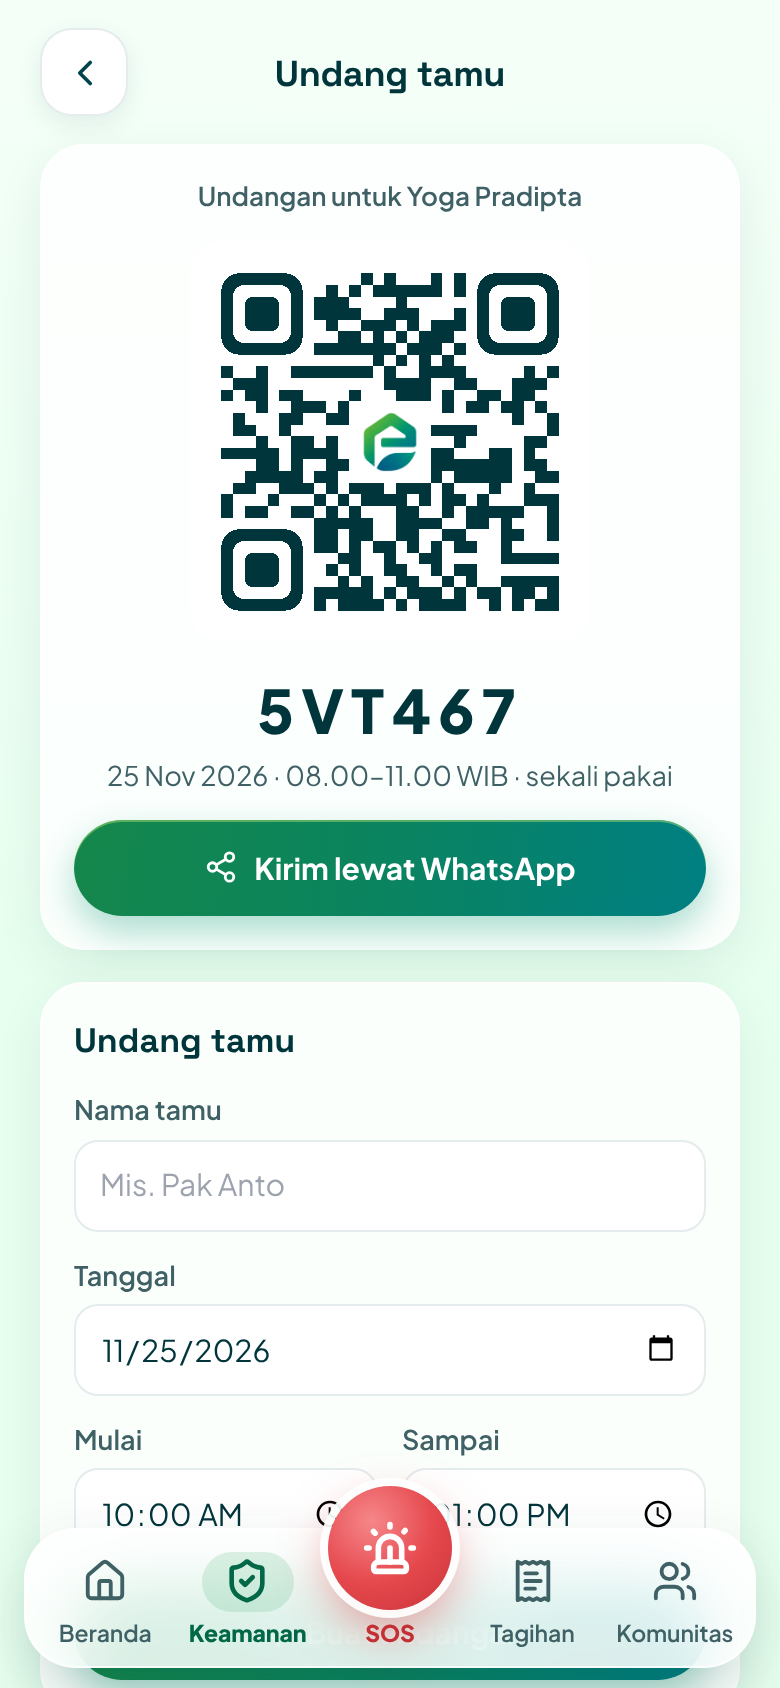 Undang tamu
Undangan untuk Yoga Pradipta
5VT467
25 Nov 2026 · 08.00–11.00 WIB · sekali pakai
Kirim lewat WhatsApp
Undang tamu
Nama tamu
Mis. Pak Anto
Tanggal
11/25/2026
Mulai
Sampai
10:00 AM
:00 PM
Beranda
Keamanan
SOS
Tagihan
Komunitas